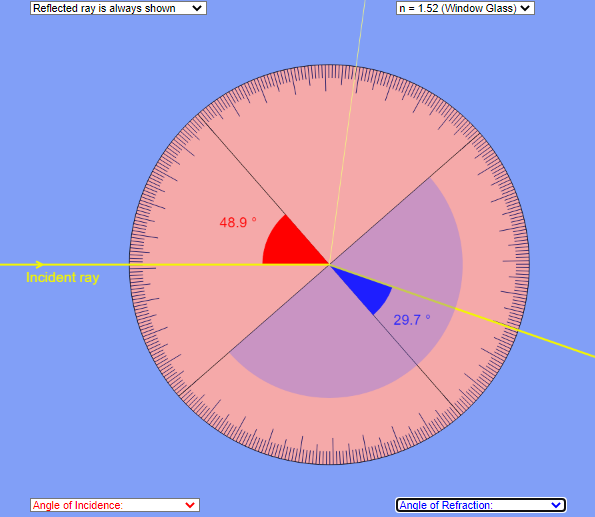 Reflected ray is always shown
n = 1.52 (Window Glass)
48.9 °
Incident ray
29.7 °
Angle of Incidence:
Angle of Refraction: